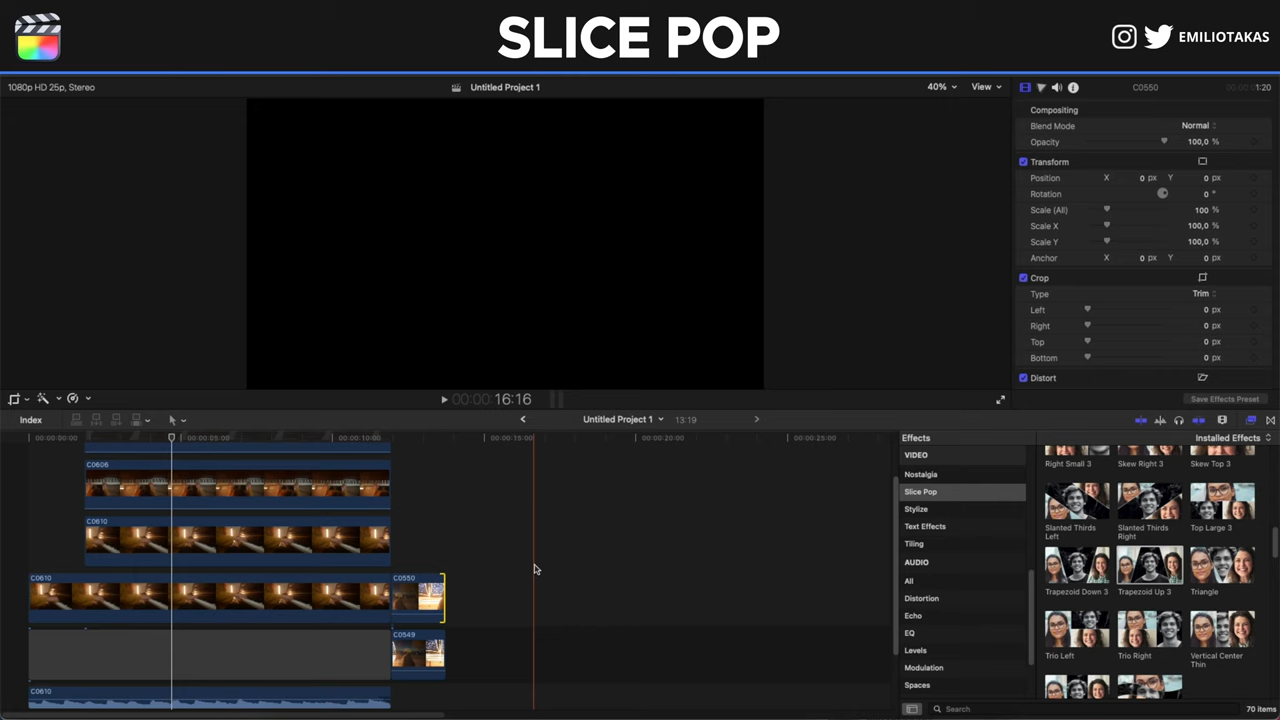 SLICE POP
EMILIOTAKAS
1080p HD 25p, Stereo
Untitled Project 1
40%
View
C0550
1:20
Compositing
Blend Mode
Normal
Opacity
100,0 %
Transform
Position
X
0 px
Y
0 px
Rotation
0 °
Scale (All)
100 %
Scale X
100,0 %
Scale Y
100,0 %
Anchor
X
0 px
Y
0 px
Crop
Type
Trim
Left
0 px
Right
0 px
Top
0 px
Bottom
0 px
Distort
Save Effects Preset
00:00:16:16
Index
Untitled Project 1
13:19
00:00:00:00
00:00:05:00
00:00:10:00
00:00:15:00
00:00:20:00
00:00:25:00
C0606
C0610
C0610
C0550
C0549
C0610
Effects
Installed Effects
VIDEO
Nostalgia
Slice Pop
Stylize
Text Effects
Tiling
AUDIO
All
Distortion
Echo
EQ
Levels
Modulation
Spaces
Right Small 3
Skew Right 3
Skew Top 3
Slanted Thirds Left
Slanted Thirds Right
Top Large 3
Trapezoid Down 3
Trapezoid Up 3
Triangle
Trio Left
Trio Right
Vertical Center Thin
Search
70 items